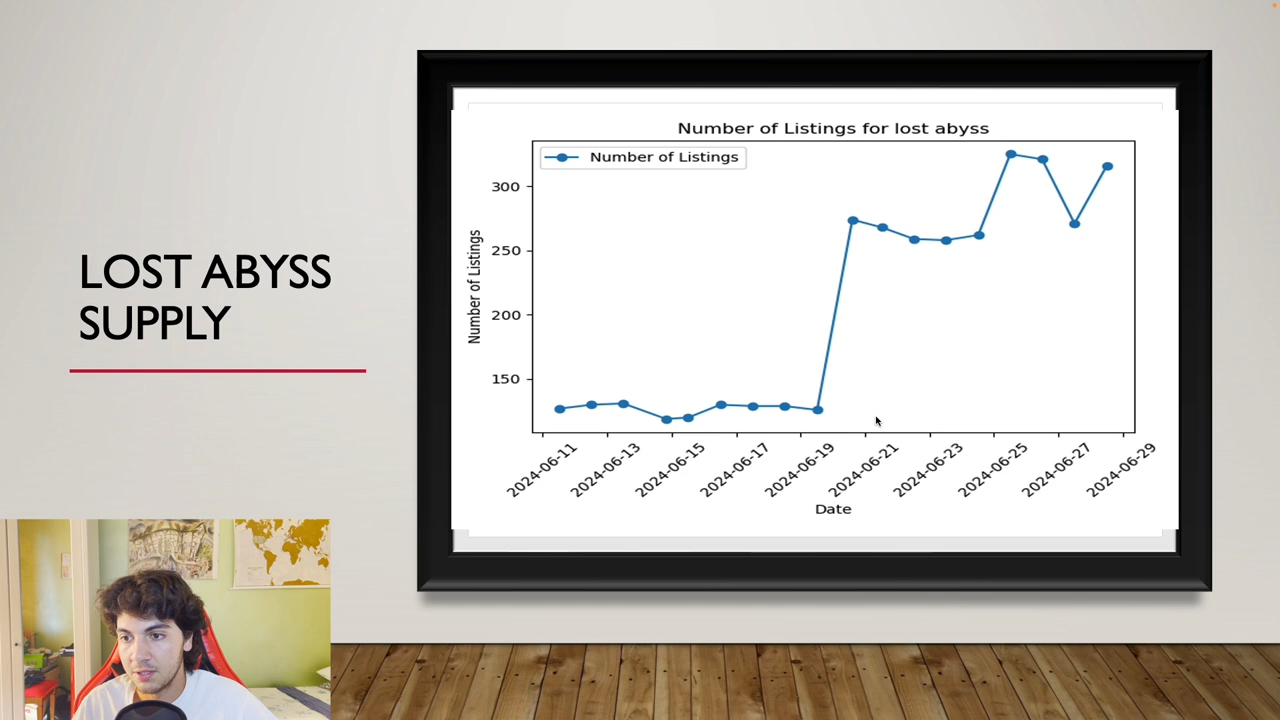 LOST ABYSS
SUPPLY
Number of Listings for lost abyss
Number of Listings
Number of Listings
300
250
200
150
2024-06-11
2024-06-13
2024-06-15
2024-06-17
2024-06-19
2024-06-21
2024-06-23
2024-06-25
2024-06-27
2024-06-29
Date